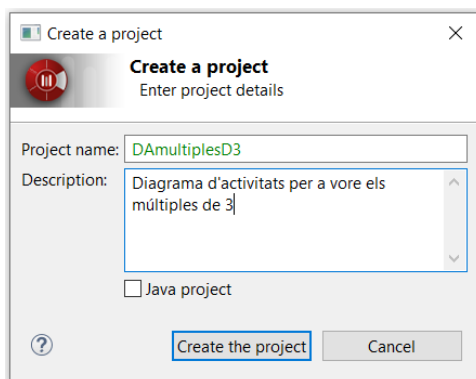 Create a project
Create a project
Enter project details
Project name: DAmultiplesD3
Description: Diagrama d'activitats per a vore els
múltiples de 3
Java project
? Create the project Cancel